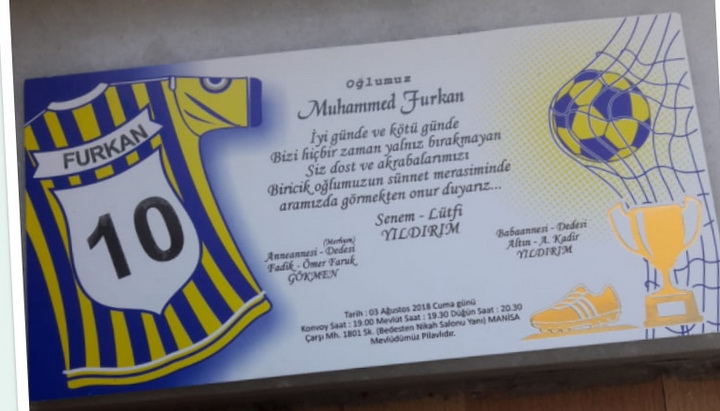 FURKAN
10
Oğlumuz
Muhammed Furkan
İyi günde ve kötü günde
Bizi hiçbir zaman yalnız bırakmayan
Siz dost ve akrabalarımızı
Biricik oğlumuzun sünnet merasiminde
aramızda görmekten onur duyarız...
Senem - Lütfi
YILDIRIM
(Merhum)
Anneannesi - Dedesi
Fadik - Ömer Faruk
GÖKMEN
Babaannesi - Dedesi
Altın - A. Kadir
YILDIRIM
Tarih : 03 Ağustos 2018 Cuma günü
Konvoy Saat : 19.00 Mevlüt Saat : 19.30 Düğün Saat : 20.30
Çarşı Mh. 1801 Sk. (Bedesten Nikah Salonu Yanı) MANİSA
Mevlüdümüz Pilavlıdır.